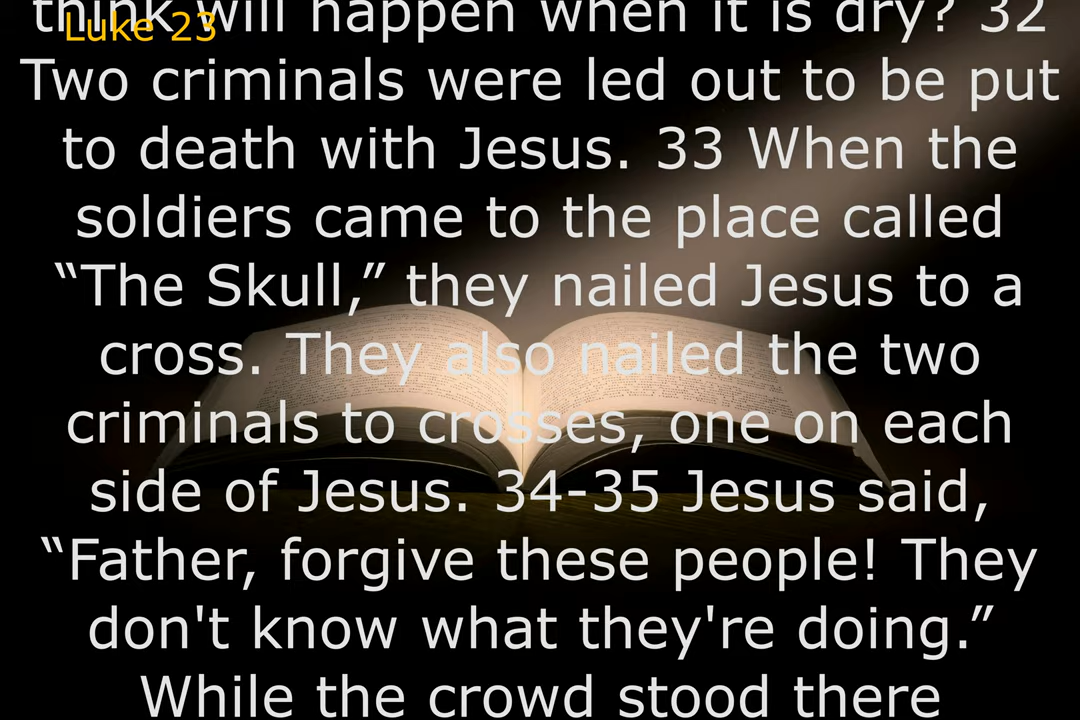 think will happen when it is dry? 32
Luke 23
Two criminals were led out to be put
to death with Jesus. 33 When the
soldiers came to the place called
“The Skull,” they nailed Jesus to a
cross. They also nailed the two
criminals to crosses, one on each
side of Jesus. 34-35 Jesus said,
“Father, forgive these people! They
don't know what they're doing.”
While the crowd stood there